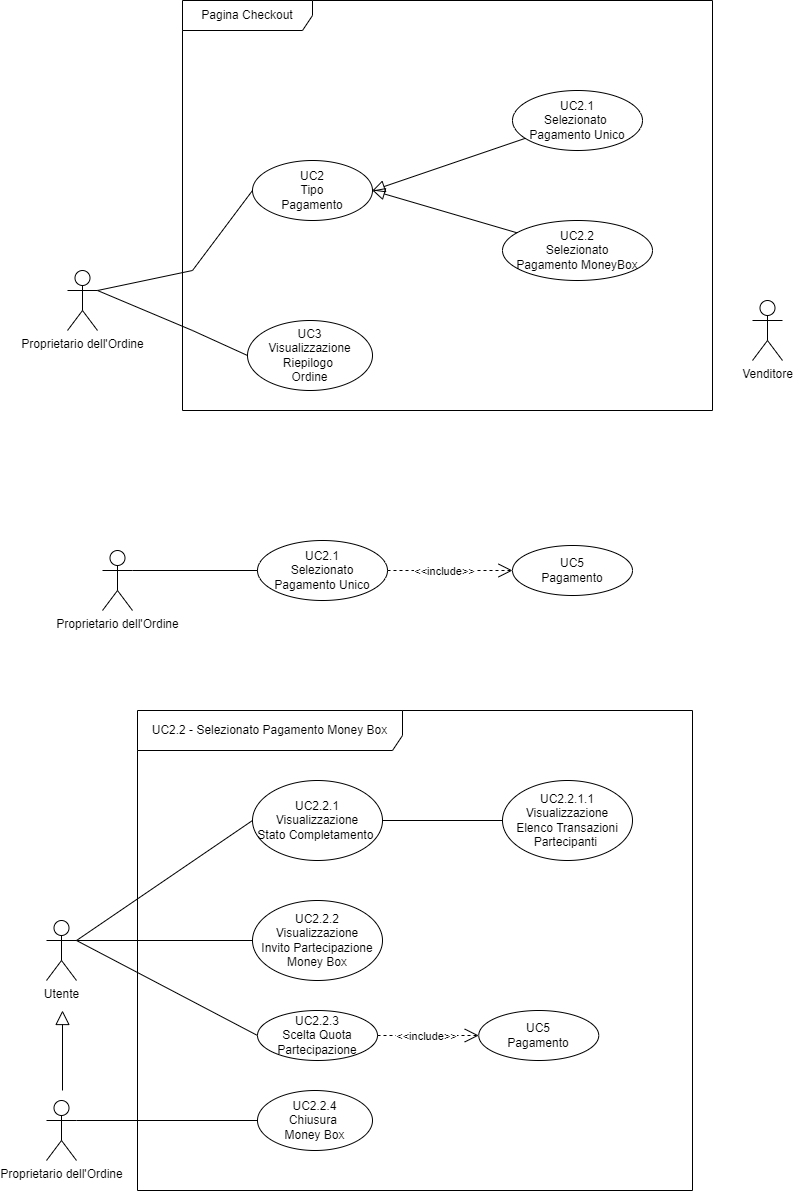 Pagina Checkout
UC2.1
Selezionato
Pagamento Unico
UC2
Tipo
Pagamento
UC2.2
Selezionato
Pagamento MoneyBox
Proprietario dell'Ordine
UC3
Visualizzazione
Riepilogo
Ordine
Venditore
UC2.1
Selezionato
Pagamento Unico
<<include>>
UC5
Pagamento
Proprietario dell'Ordine
UC2.2 - Selezionato Pagamento Money Box
UC2.2.1
Visualizzazione
Stato Completamento
UC2.2.1.1
Visualizzazione
Elenco Transazioni
Partecipanti
UC2.2.2
Visualizzazione
Invito Partecipazione
Money Box
Utente
UC2.2.3
Scelta Quota
Partecipazione
<<include>>
UC5
Pagamento
UC2.2.4
Chiusura
Money Box
Proprietario dell'Ordine